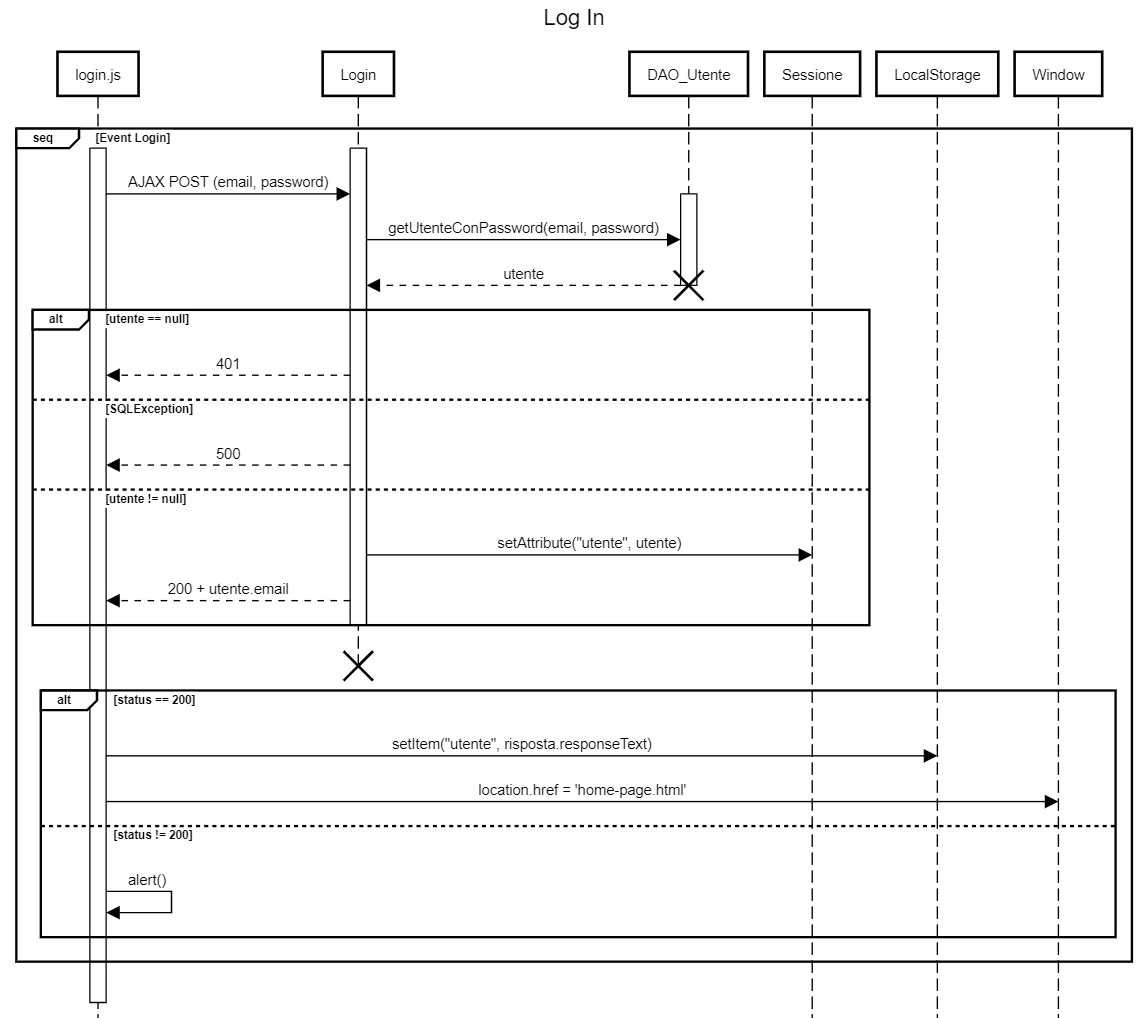 Log In
login.js
Login
DAO_Utente
Sessione
LocalStorage
Window
seq
[Event Login]
AJAX POST (email, password)
getUtenteConPassword(email, password)
utente
alt
[utente == null]
401
[SQLException]
500
[utente != null]
setAttribute("utente", utente)
200 + utente.email
alt
[status == 200]
setItem("utente", risposta.responseText)
location.href = 'home-page.html'
[status != 200]
alert()